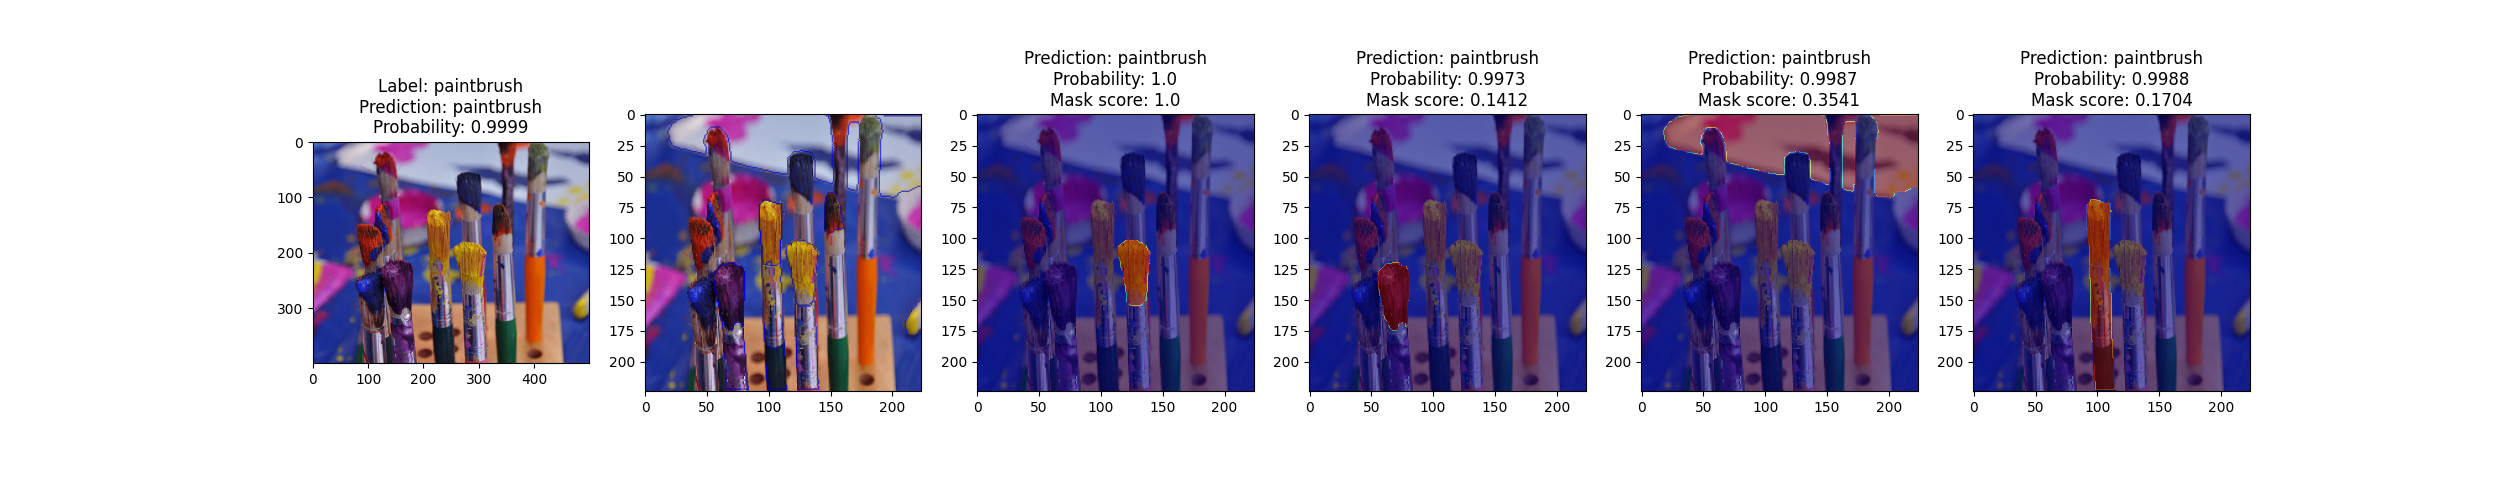 Label: paintbrush
Prediction: paintbrush
Probability: 0.9999
0
100
200
300
0 100 200 300 400
0
25
50
75
100
125
150
175
200
0 50 100 150 200
Prediction: paintbrush
Probability: 1.0
Mask score: 1.0
0
25
50
75
100
125
150
175
200
0 50 100 150 200
Prediction: paintbrush
Probability: 0.9973
Mask score: 0.1412
0
25
50
75
100
125
150
175
200
0 50 100 150 200
Prediction: paintbrush
Probability: 0.9987
Mask score: 0.3541
0
25
50
75
100
125
150
175
200
0 50 100 150 200
Prediction: paintbrush
Probability: 0.9988
Mask score: 0.1704
0
25
50
75
100
125
150
175
200
0 50 100 150 200